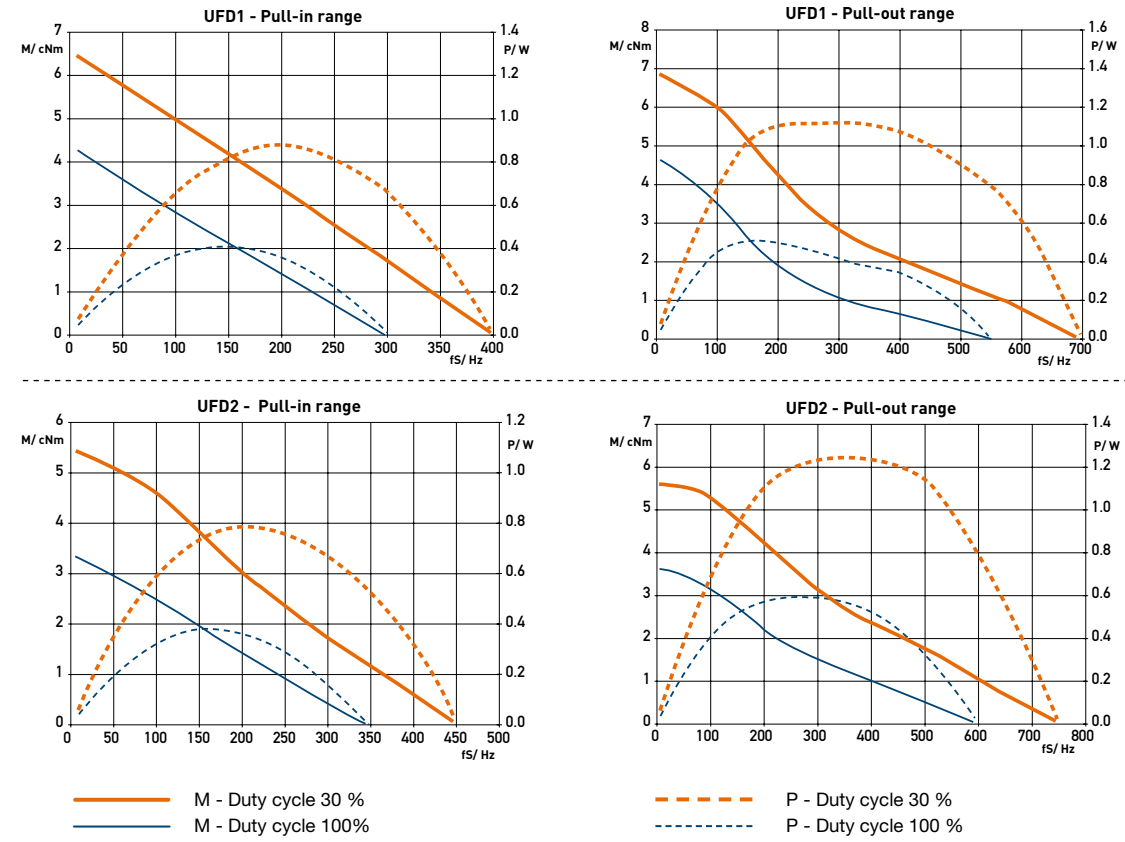 UFD1 - Pull-in range
M/ cNm
P/ W
7
6
5
4
3
2
1
0
1.4
1.2
1.0
0.8
0.6
0.4
0.2
0.0
0 50 100 150 200 250 300 350 400
fS/ Hz
UFD1 - Pull-out range
M/ cNm
P/ W
8
7
6
5
4
3
2
1
0
1.6
1.4
1.2
1.0
0.8
0.6
0.4
0.2
0.0
0 100 200 300 400 500 600 700
fS/ Hz
UFD2 - Pull-in range
M/ cNm
P/ W
6
5
4
3
2
1
0
1.2
1.0
0.8
0.6
0.4
0.2
0.0
0 50 100 150 200 250 300 350 400 450 500
fS/ Hz
UFD2 - Pull-out range
M/ cNm
P/ W
7
6
5
4
3
2
1
0
1.4
1.2
1.0
0.8
0.6
0.4
0.2
0.0
0 100 200 300 400 500 600 700 800
fS/ Hz
M - Duty cycle 30 %
M - Duty cycle 100%
P - Duty cycle 30 %
P - Duty cycle 100 %